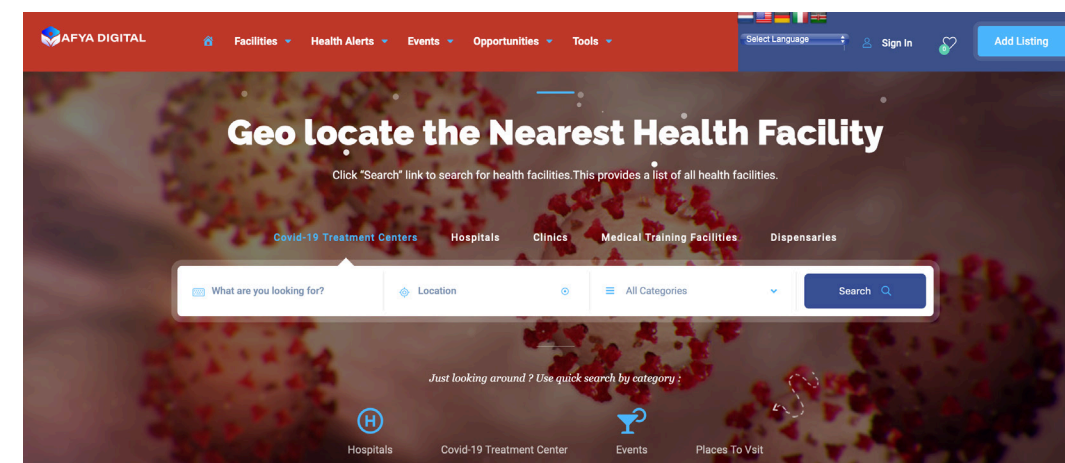 AFYA DIGITAL
Facilities Health Alerts Events Opportunities Tools
Select Language
Sign In
0
Add Listing
Geo locate the Nearest Health Facility
Click "Search" link to search for health facilities.This provides a list of all health facilities.
Covid-19 Treatment Centers Hospitals Clinics Medical Training Facilities Dispensaries
What are you looking for? Location All Categories Search
Just looking around ? Use quick search by category :
H
Hospitals Covid-19 Treatment Center Events Places To Vsit